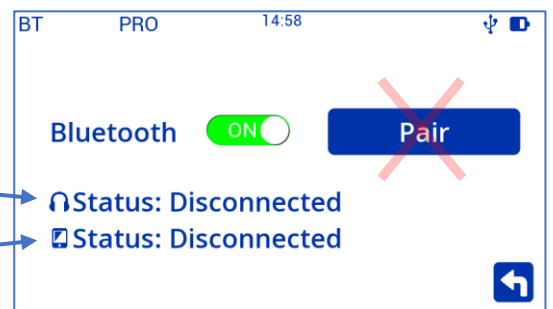 BT PRO 14:58
Bluetooth ON Pair
Status: Disconnected
Status: Disconnected